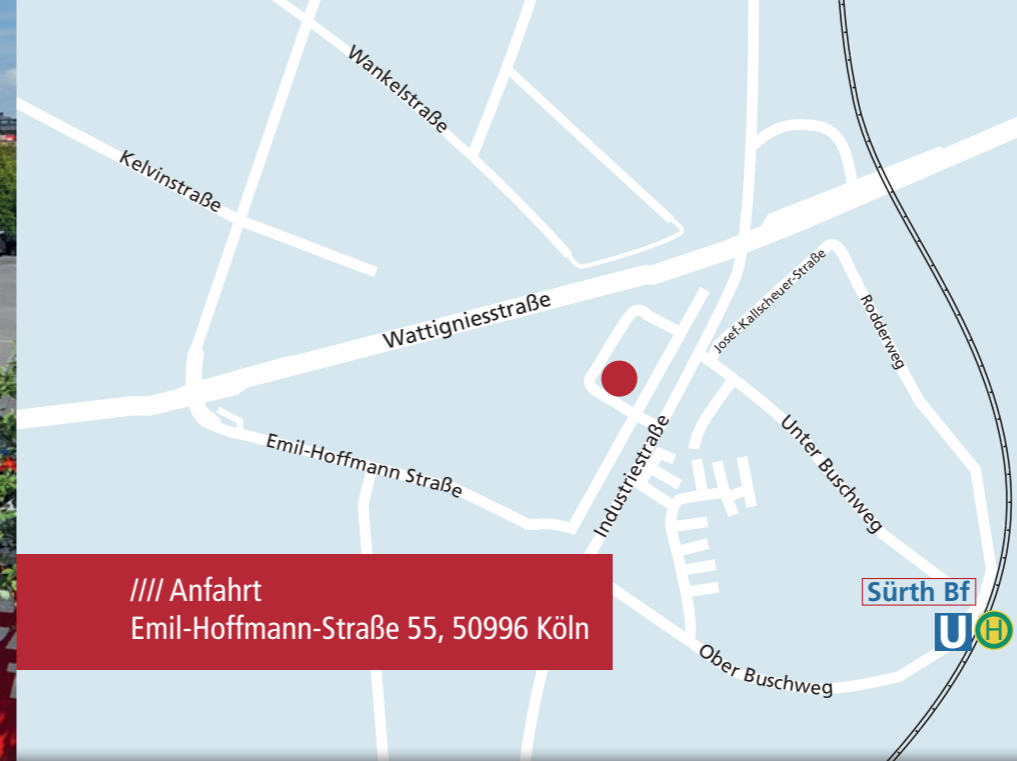 Wankelstraße
Kelvinstraße
Wattigniesstraße
Josef-Kallscheuer-Straße
Rodderweg
Emil-Hoffmann Straße
Industriestraße
Unter Buschweg
//// Anfahrt
Emil-Hoffmann-Straße 55, 50996 Köln
Sürth Bf
U H
Ober Buschweg